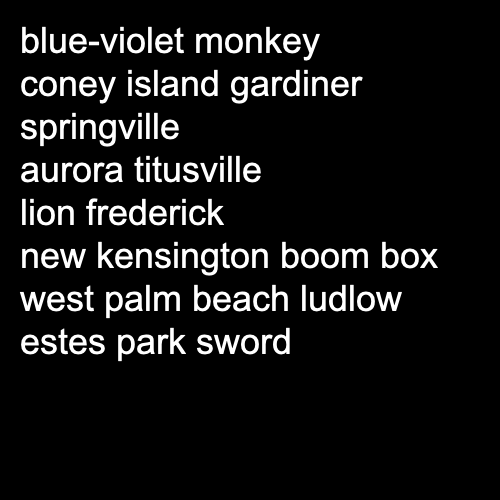 blue-violet monkey
coney island gardiner
springville
aurora titusville
lion frederick
new kensington boom box
west palm beach ludlow
estes park sword